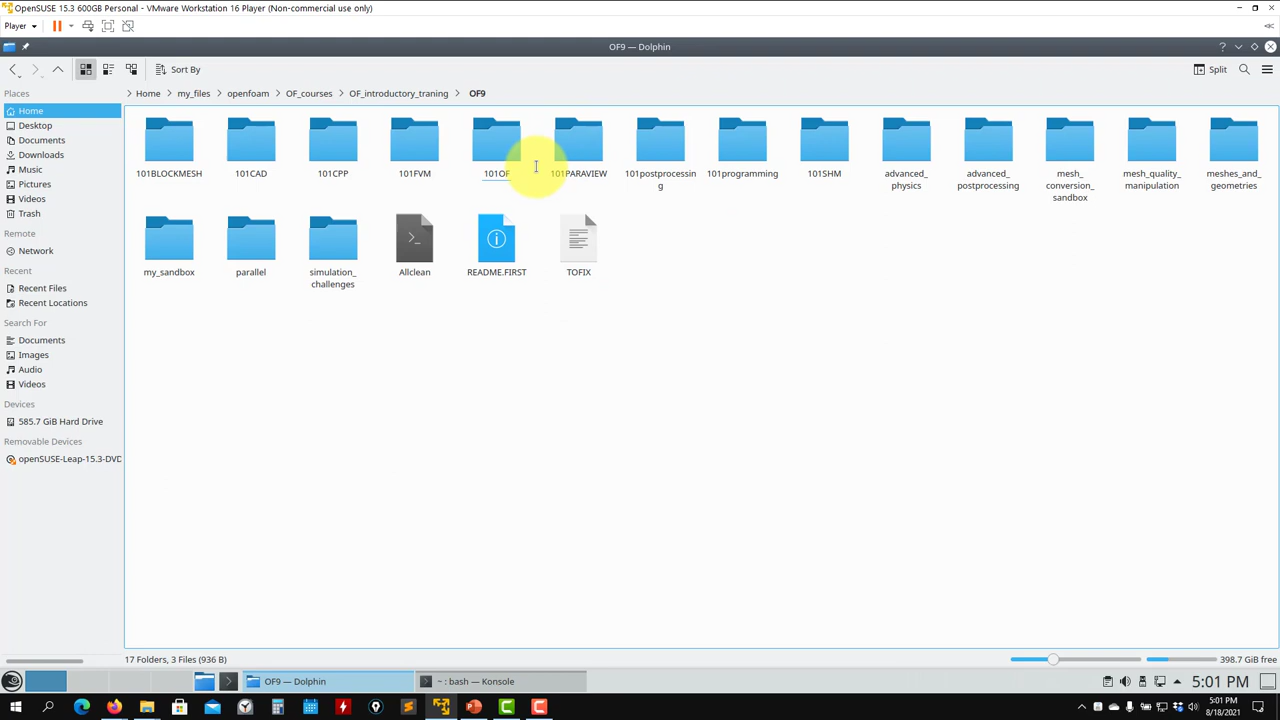 OpenSUSE 15.3 600GB Personal - VMware Workstation 16 Player (Non-commercial use only)
Player
OF9 — Dolphin
Sort By
Split
Places
Home
my_files
openfoam
OF_courses
OF_introductory_traning
OF9
Home
Desktop
Documents
Downloads
Music
Pictures
Videos
Trash
Remote
Network
Recent
Recent Files
Recent Locations
Search For
Documents
Images
Audio
Videos
Devices
585.7 GiB Hard Drive
Removable Devices
openSUSE-Leap-15.3-DVD
101BLOCKMESH
101CAD
101CPP
101FVM
101OF
101PARAVIEW
101postprocessin
g
101programming
101SHM
advanced_
physics
advanced_
postprocessing
mesh_
conversion_
sandbox
mesh_quality_
manipulation
meshes_and_
geometries
my_sandbox
parallel
simulation_
challenges
Allclean
README.FIRST
TOFIX
17 Folders, 3 Files (936 B)
398.7 GiB free
OF9 — Dolphin
~ : bash — Konsole
5:01 PM
5:01 PM
8/18/2021